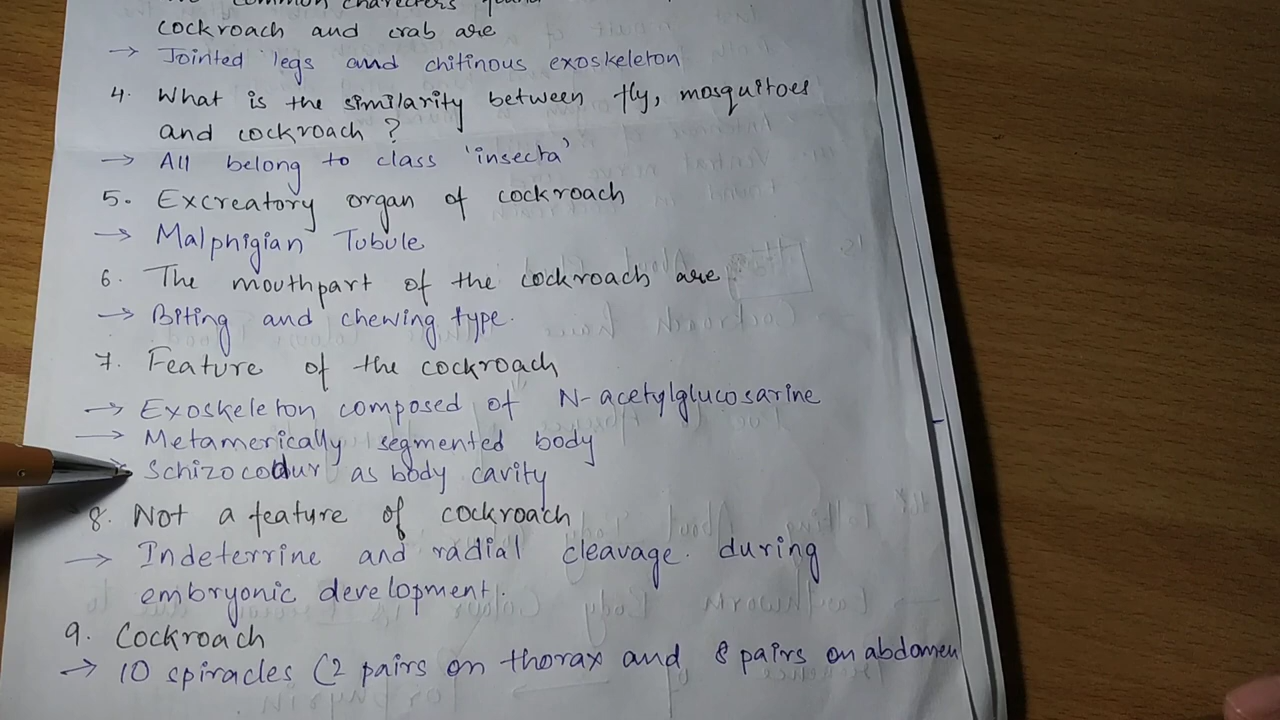 common characters
cockroach and crab are
→ Jointed legs and chitinous exoskeleton
4. What is the similarity between fly, mosquitoes
and cockroach ?
→ All belong to class 'insecta'
5. Excreatory organ of cockroach
→ Malphigian Tubule
6. The mouthpart of the cockroach are
→ Biting and chewing type.
7. Feature of the cockroach
→ Exoskeleton composed of N-acetylglucosarine
→ Metamerically segmented body
→ Schizocodur as body cavity
8. Not a feature of cockroach
→ Indeterrine and radial cleavage. during
embryonic development.
9. Cockroach
→ 10 spiracles (2 pairs on thorax and 8 pairs on abdomen